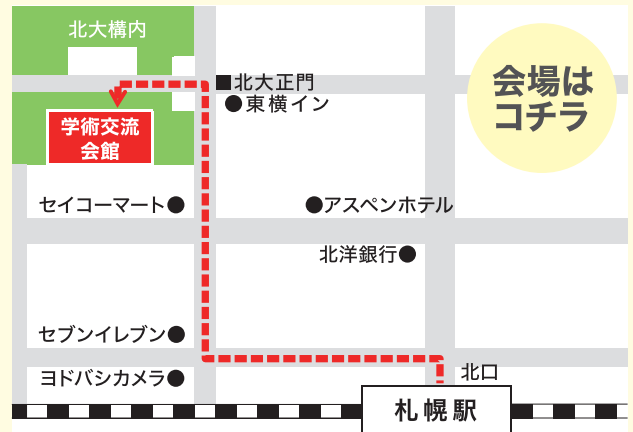 北大構内
北大正門
東横イン
会場は
コチラ
学術交流
会館
セイコーマート
アスペンホテル
北洋銀行
セブンイレブン
ヨドバシカメラ
北口
札幌駅